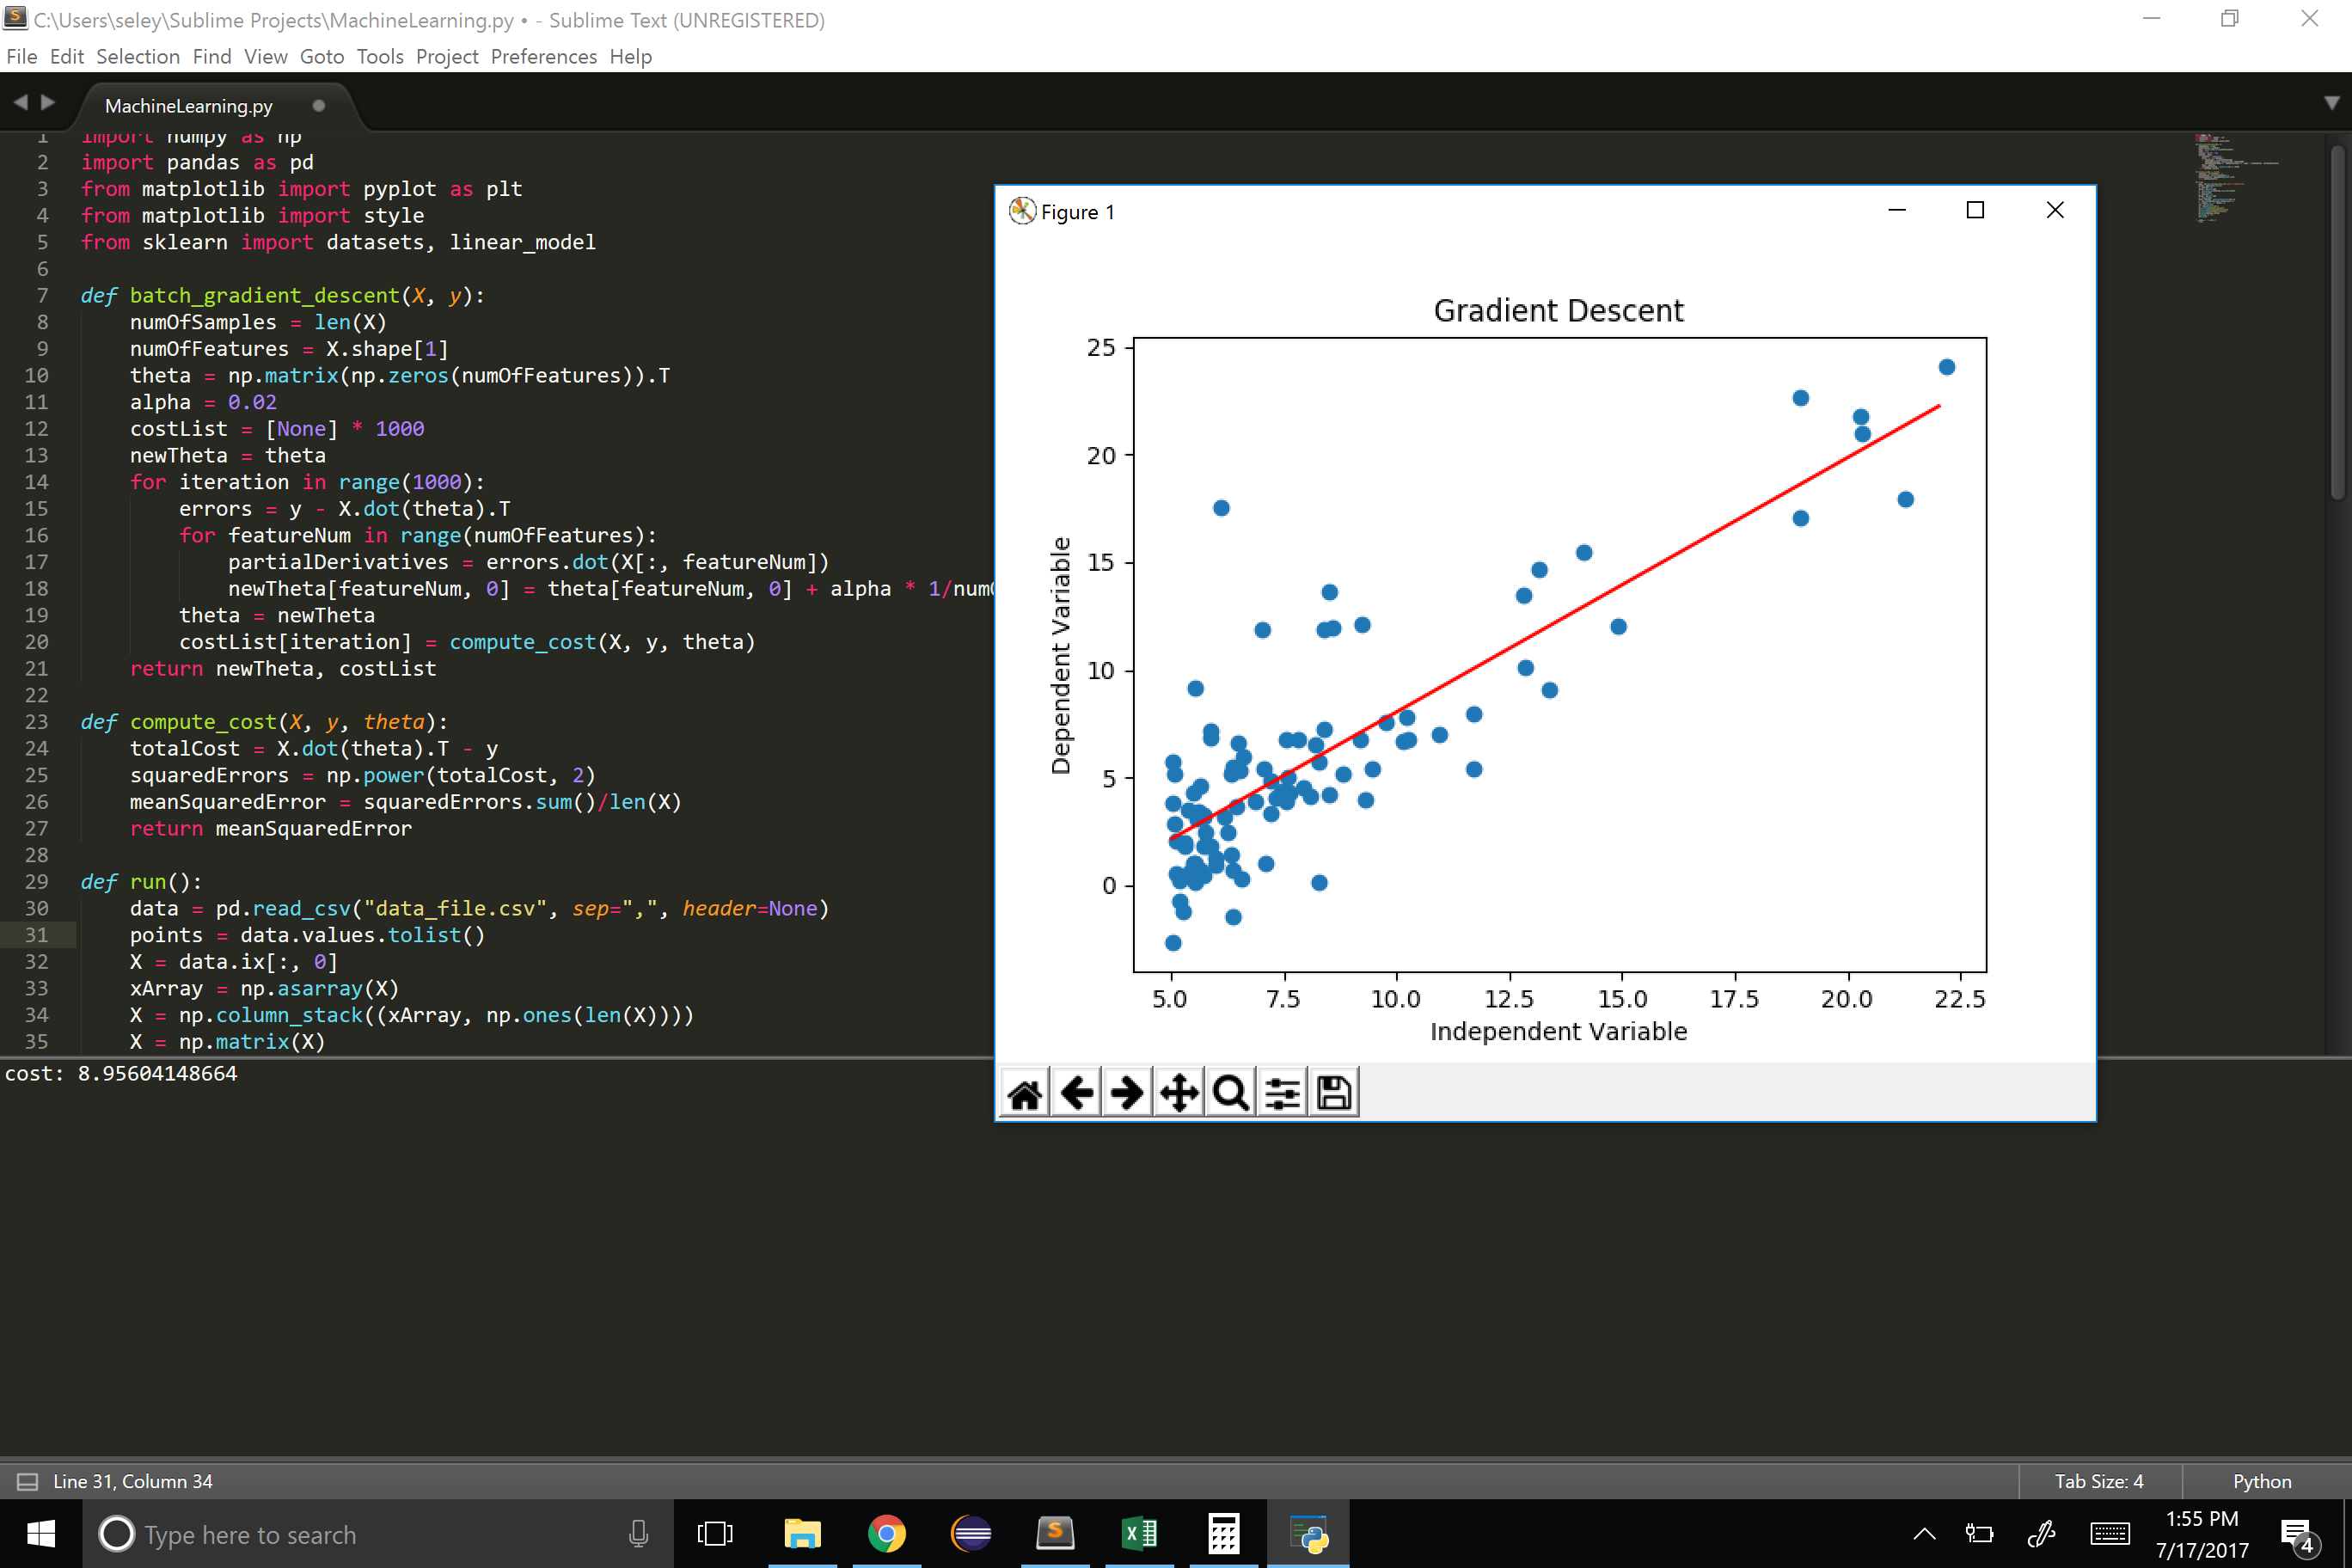 C:\Users\seley\Sublime Projects\MachineLearning.py • - Sublime Text (UNREGISTERED)
File Edit Selection Find View Goto Tools Project Preferences Help
MachineLearning.py
1 import numpy as np
2 import pandas as pd
3 from matplotlib import pyplot as plt
4 from matplotlib import style
5 from sklearn import datasets, linear_model
6
7 def batch_gradient_descent(X, y):
8     numOfSamples = len(X)
9     numOfFeatures = X.shape[1]
10     theta = np.matrix(np.zeros(numOfFeatures)).T
11     alpha = 0.02
12     costList = [None] * 1000
13     newTheta = theta
14     for iteration in range(1000):
15         errors = y - X.dot(theta).T
16         for featureNum in range(numOfFeatures):
17             partialDerivatives = errors.dot(X[:, featureNum])
18             newTheta[featureNum, 0] = theta[featureNum, 0] + alpha * 1/num
19         theta = newTheta
20         costList[iteration] = compute_cost(X, y, theta)
21     return newTheta, costList
22
23 def compute_cost(X, y, theta):
24     totalCost = X.dot(theta).T - y
25     squaredErrors = np.power(totalCost, 2)
26     meanSquaredError = squaredErrors.sum()/len(X)
27     return meanSquaredError
28
29 def run():
30     data = pd.read_csv("data_file.csv", sep=",", header=None)
31     points = data.values.tolist()
32     X = data.ix[:, 0]
33     xArray = np.asarray(X)
34     X = np.column_stack((xArray, np.ones(len(X))))
35     X = np.matrix(X)
cost: 8.95604148664
Figure 1
Gradient Descent
25
20
15
10
5
0
Dependent Variable
5.0 7.5 10.0 12.5 15.0 17.5 20.0 22.5
Independent Variable
Line 31, Column 34
Tab Size: 4
Python
Type here to search
1:55 PM
7/17/2017
4